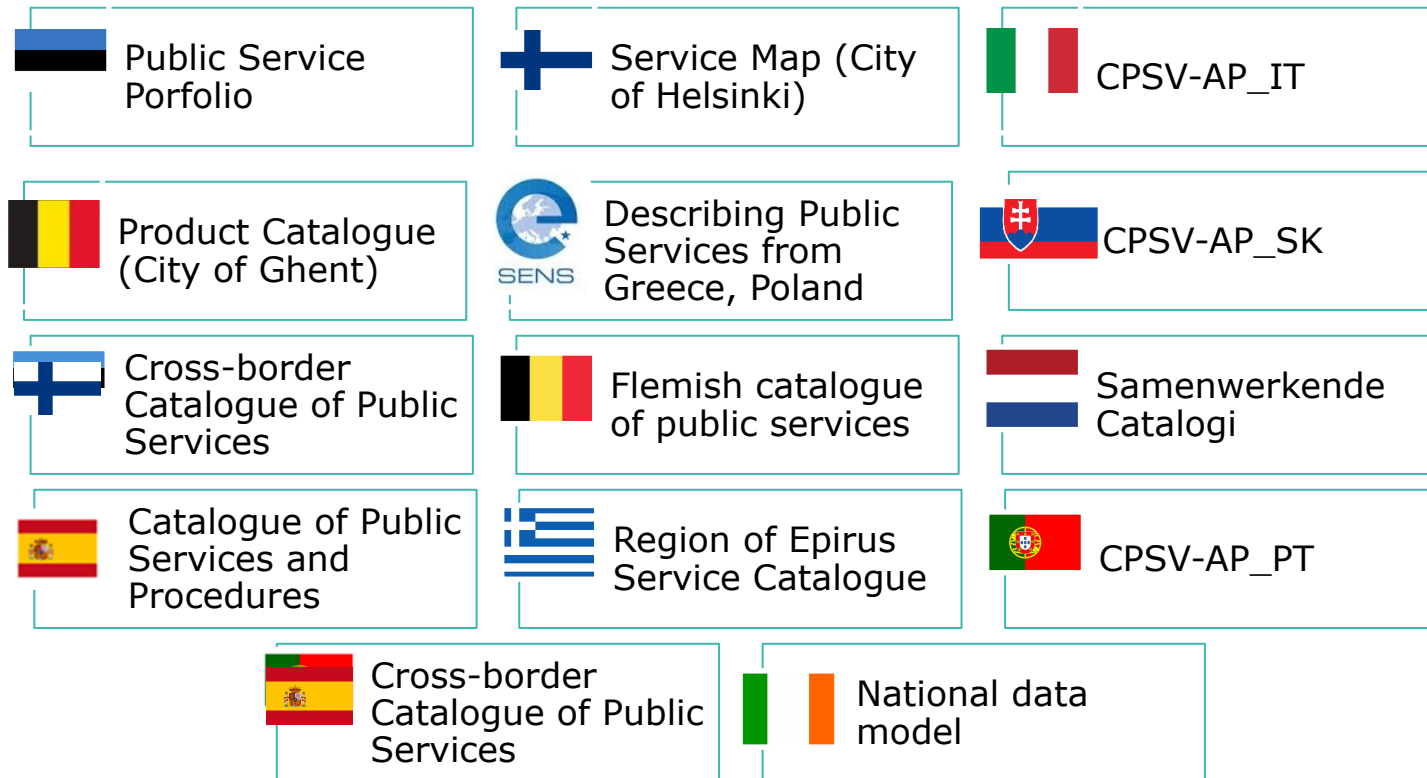 Public Service
Porfolio
Service Map (City
of Helsinki)
CPSV-AP_IT
Product Catalogue
(City of Ghent)
SENS
Describing Public
Services from
Greece, Poland
CPSV-AP_SK
Cross-border
Catalogue of Public
Services
Flemish catalogue
of public services
Samenwerkende
Catalogi
Catalogue of Public
Services and
Procedures
Region of Epirus
Service Catalogue
CPSV-AP_PT
Cross-border
Catalogue of Public
Services
National data
model